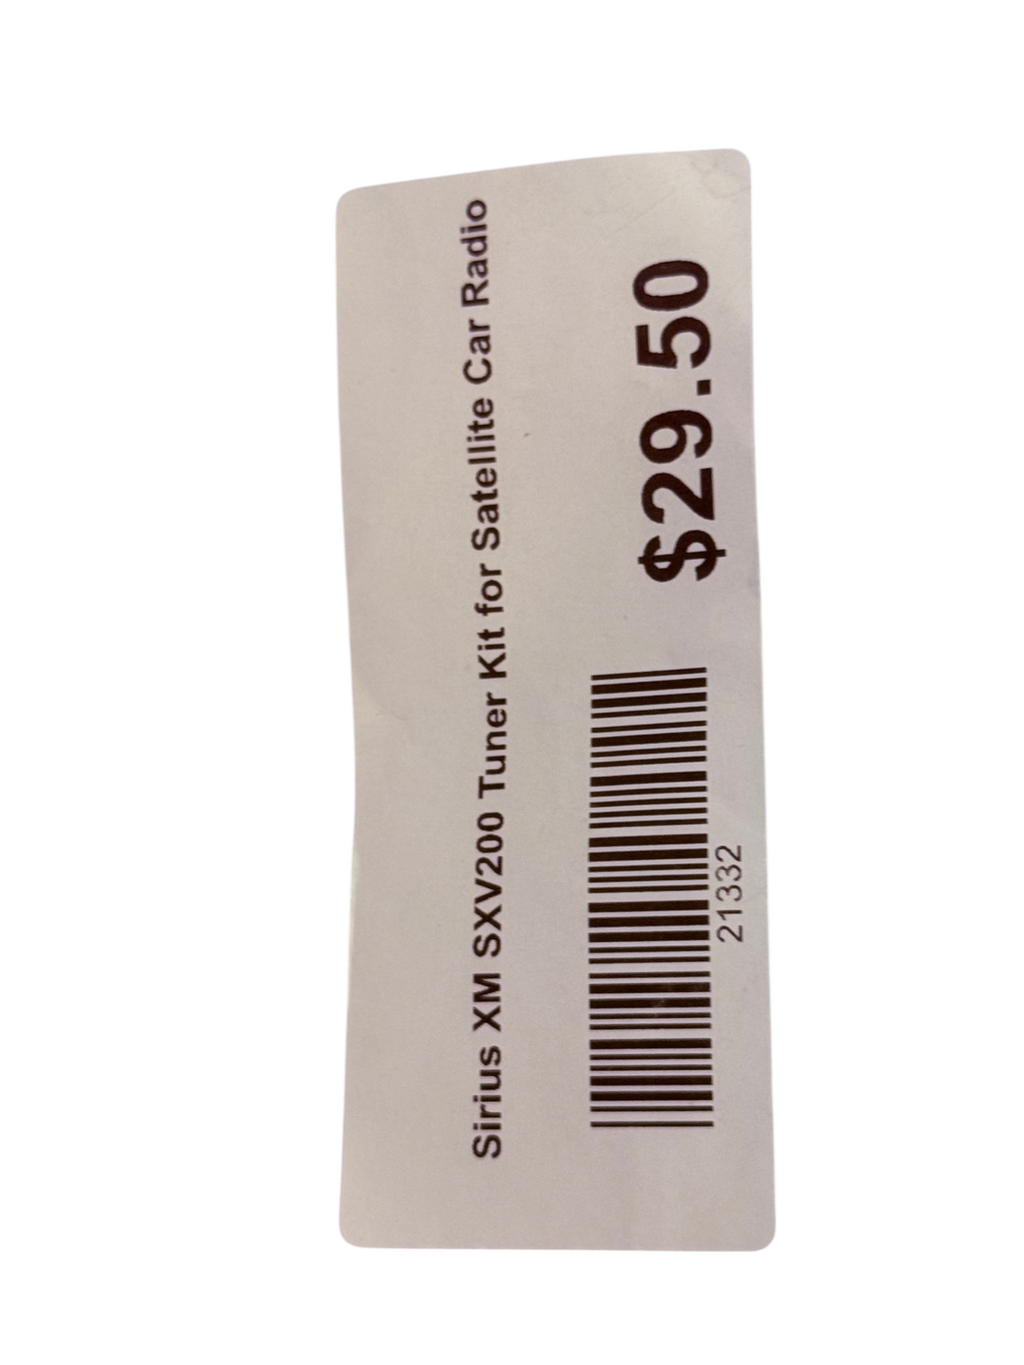 Sirius XM SXV200 Tuner Kit for Satellite Car Radio
$29.50
21332